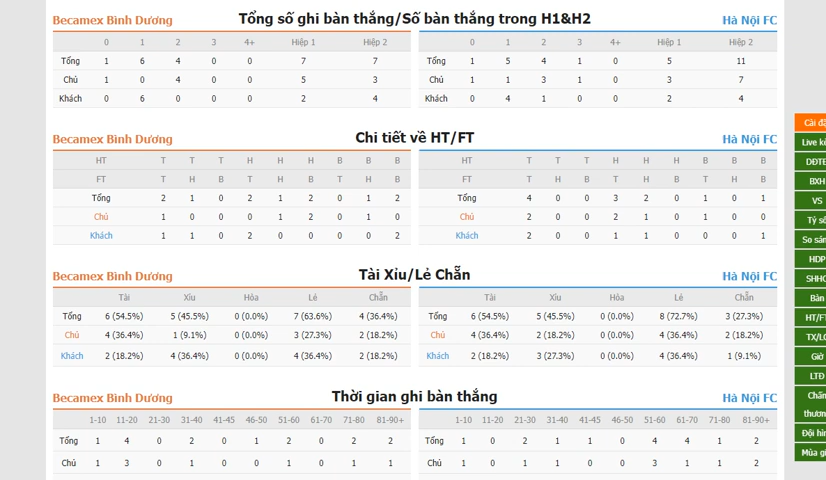 Becamex Bình Dương Tổng số ghi bàn thắng/Số bàn thắng trong H1&H2 Hà Nội FC
0 1 2 3 4+ Hiệp 1 Hiệp 2 0 1 2 3 4+ Hiệp 1 Hiệp 2
Tổng 1 6 4 0 0 7 7 Tổng 1 5 4 1 0 5 11
Chủ 1 0 4 0 0 5 3 Chủ 1 1 3 1 0 3 7
Khách 0 6 0 0 0 2 4 Khách 0 4 1 0 0 2 4
Becamex Bình Dương Chi tiết về HT/FT Hà Nội FC
HT T T T H H H B B B HT T T T H H H B B B
FT T H B T H B T H B FT T H B T H B T H B
Tổng 2 1 0 2 1 2 0 1 2 Tổng 4 0 0 3 2 0 1 0 1
Chủ 1 0 0 0 1 2 0 1 0 Chủ 2 0 0 2 1 0 1 0 0
Khách 1 1 0 2 0 0 0 0 2 Khách 2 0 0 1 1 0 0 0 1
Becamex Bình Dương Tài Xỉu/Lẻ Chẵn Hà Nội FC
Tài Xỉu Hòa Lẻ Chẵn Tài Xỉu Hòa Lẻ Chẵn
Tổng 6 (54.5%) 5 (45.5%) 0 (0.0%) 7 (63.6%) 4 (36.4%) Tổng 6 (54.5%) 5 (45.5%) 0 (0.0%) 8 (72.7%) 3 (27.3%)
Chủ 4 (36.4%) 1 (9.1%) 0 (0.0%) 3 (27.3%) 2 (18.2%) Chủ 4 (36.4%) 2 (18.2%) 0 (0.0%) 4 (36.4%) 2 (18.2%)
Khách 2 (18.2%) 4 (36.4%) 0 (0.0%) 4 (36.4%) 2 (18.2%) Khách 2 (18.2%) 3 (27.3%) 0 (0.0%) 4 (36.4%) 1 (9.1%)
Becamex Bình Dương Thời gian ghi bàn thắng Hà Nội FC
1-10 11-20 21-30 31-40 41-45 46-50 51-60 61-70 71-80 81-90+ 1-10 11-20 21-30 31-40 41-45 46-50 51-60 61-70 71-80 81-90+
Tổng 1 4 0 2 0 1 2 0 2 2 Tổng 1 0 2 1 1 0 4 4 1 2
Chủ 1 3 0 1 0 0 1 0 1 1 Chủ 1 0 1 1 0 0 3 1 1 2
Cài đặ
Live k
DĐTE
BXH
VS
Tỷ số
So sán
HDP
SHHC
Bàn
HT/FT
TX/LC
Giờ
LTĐ
Chấn
thươn
Đội hì
Mùa g